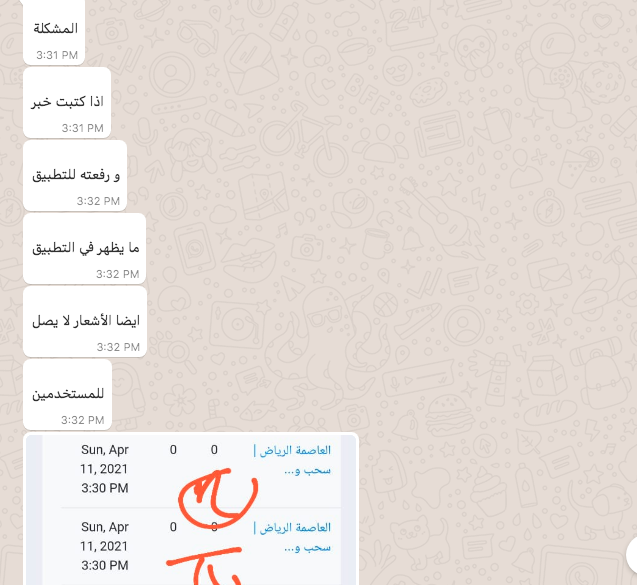 المشكلة
3:31 PM
اذا كتبت خبر
3:31 PM
و رفعته للتطبيق
3:32 PM
ما يظهر في التطبيق
3:32 PM
ايضا الأشعار لا يصل
3:32 PM
للمستخدمين
3:32 PM
Sun, Apr 0 0 العاصمة الرياض |
11, 2021 سحب و...
3:30 PM
Sun, Apr 0 0 العاصمة الرياض |
11, 2021 سحب و...
3:30 PM